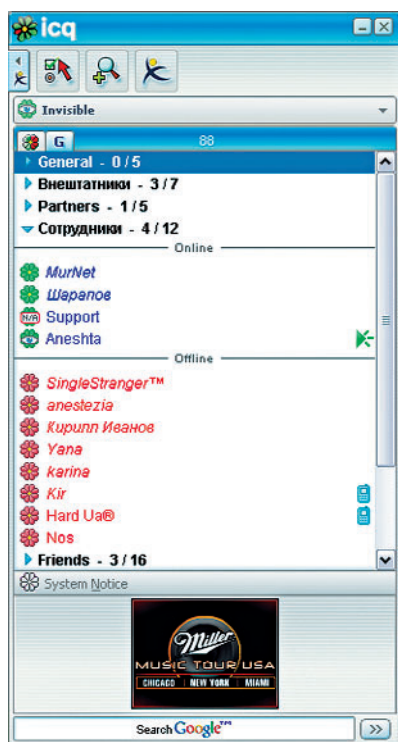 icq
Invisible
G 88
General - 0/5
Внештатники - 3/7
Partners - 1/5
Сотрудники - 4/12
Online
MurNet
Шарапов
N/A Support
Aneshta
Offline
SingleStranger™
anestezia
Кирилл Иванов
Yana
karina
Kir
Hard Ua®
Nos
Friends - 3/16
System Notice
Miller
MUSIC TOUR USA
CHICAGO | NEW YORK | MIAMI
Search Google™ >>